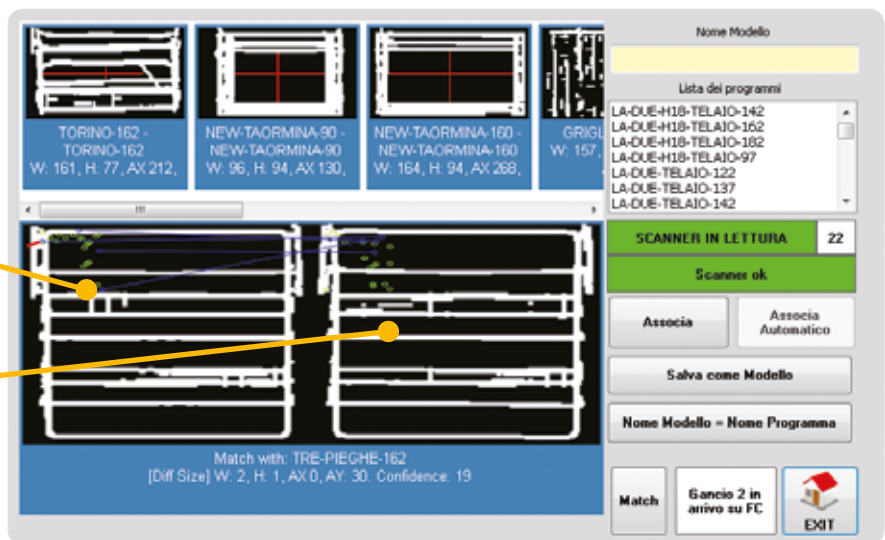 TORINO-162 -
TORINO-162
W: 161, H: 77, AX 212,
NEW-TAORMINA-90 -
NEW-TAORMINA-90
W: 96, H: 94, AX 130,
NEW-TAORMINA-160 -
NEW-TAORMINA-160
W: 164, H: 94, AX 268,
GRIGL
W: 157,
Match with: TRE-PIEGHE-162
[Diff Size] W: 2, H: 1, AX 0, AY: 30. Confidence: 19
Nome Modello
Lista dei programmi
LA-DUE-H18-TELAIO-142
LA-DUE-H18-TELAIO-162
LA-DUE-H18-TELAIO-182
LA-DUE-H18-TELAIO-97
LA-DUE-TELAIO-122
LA-DUE-TELAIO-137
LA-DUE-TELAIO-142
SCANNER IN LETTURA 22
Scanner ok
Associa
Associa
Automatico
Salva come Modello
Nome Modello = Nome Programma
Match
Gancio 2 in
arrivo su FC
EXIT